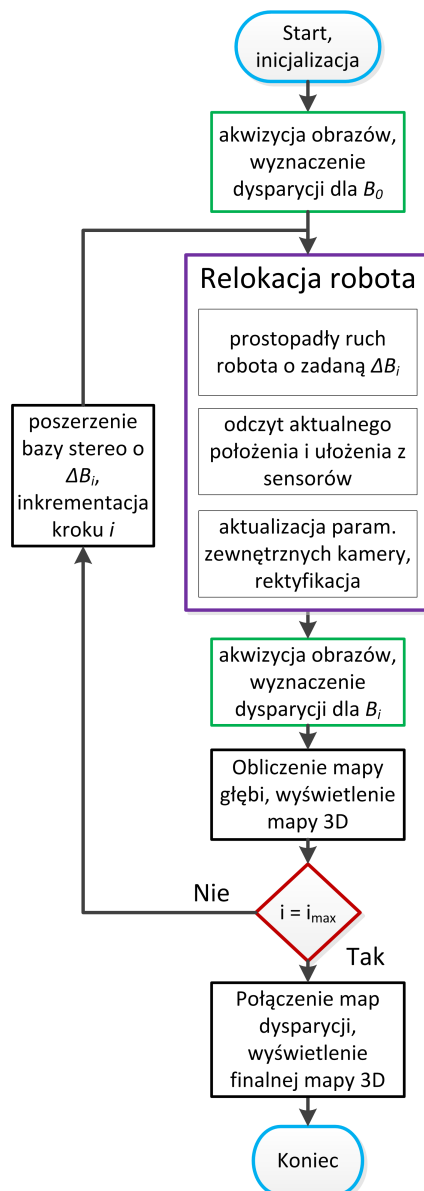 Start,
inicjalizacja
akwizycja obrazów,
wyznaczenie
dysparycji dla B₀
Relokacja robota
prostopadły ruch
robota o zadaną ΔBᵢ
odczyt aktualnego
położenia i ułożenia z
sensorów
aktualizacja param.
zewnętrznych kamery,
rektyfikacja
poszerzenie
bazy stereo o
ΔBᵢ,
inkrementacja
kroku i
akwizycja obrazów,
wyznaczenie
dysparycji dla Bᵢ
Obliczenie mapy
głębi, wyświetlenie
mapy 3D
Nie
i = iₘₐₓ
Tak
Połączenie map
dysparycji,
wyświetlenie
finalnej mapy 3D
Koniec